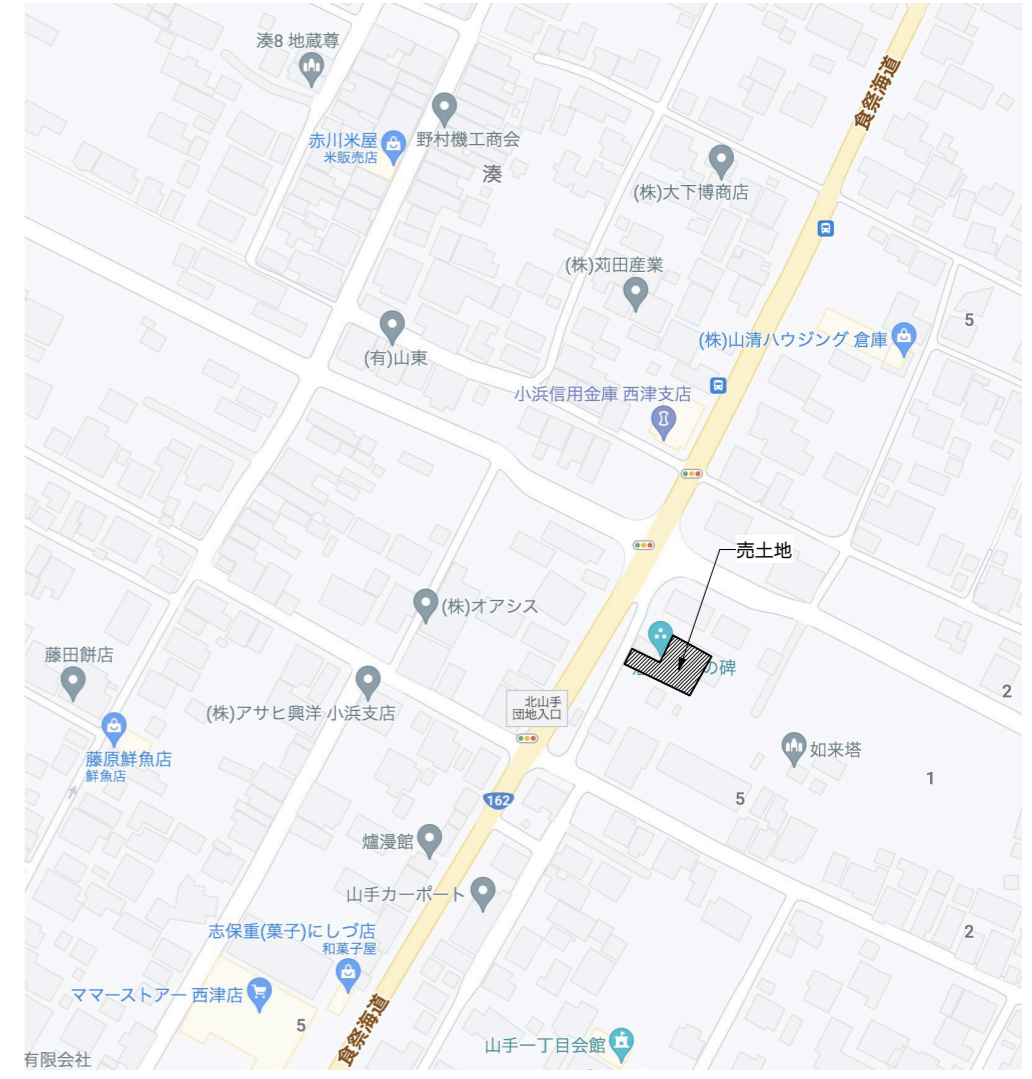 湊8 地蔵尊
食祭海道
野村機工商会
赤川米屋
米販売店
湊
(株)大下博商店
(株)苅田産業
5
(株)山清ハウジング 倉庫
(有)山東
小浜信用金庫 西津支店
売土地
(株)オアシス
藤田餅店
の碑
2
北山手
団地入口
(株)アサヒ興洋 小浜支店
藤原鮮魚店
鮮魚店
如来塔
1
5
162
爐漫館
山手カーポート
志保重(菓子)にしづ店
和菓子屋
2
ママーストアー 西津店
5
食祭海道
山手一丁目会館
有限会社